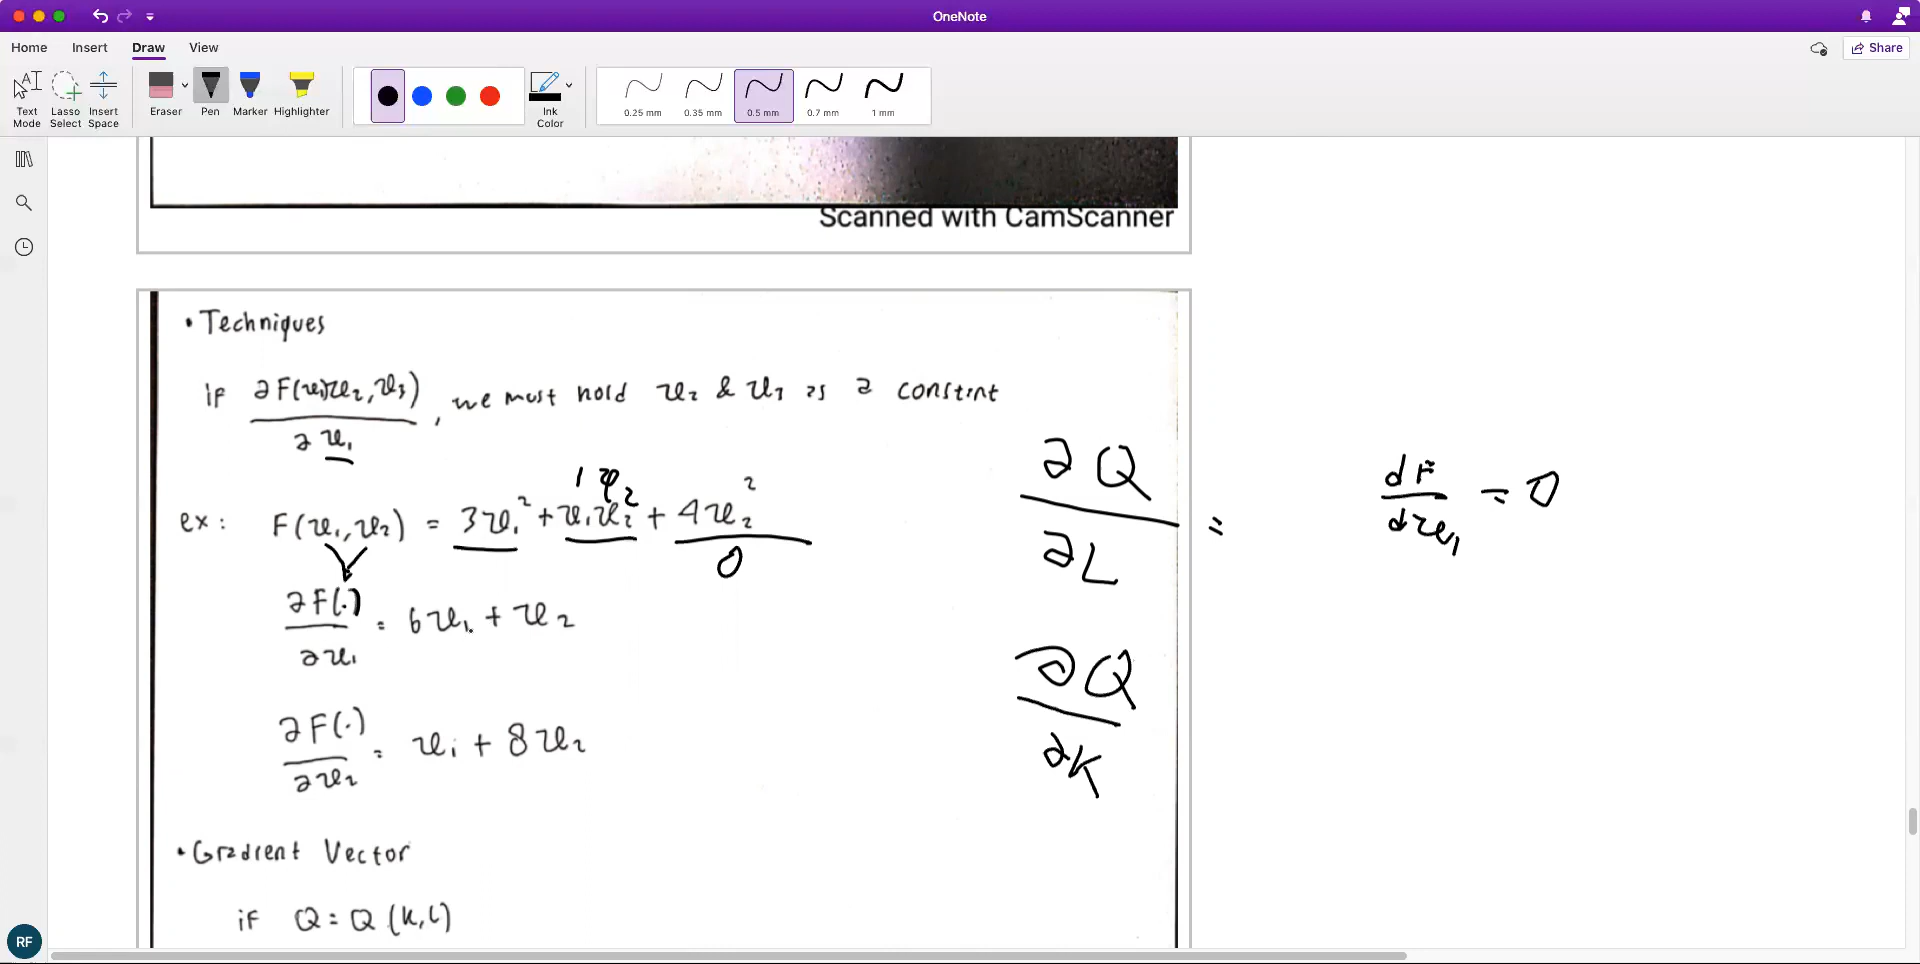 OneNote
Home Insert Draw View
Share
Text Mode
Lasso Select
Insert Space
Eraser
Pen
Marker
Highlighter
Ink Color
0.25 mm
0.35 mm
0.5 mm
0.7 mm
1 mm
Scanned with CamScanner
• Techniques
if ∂F(x₁,x₂,x₃)/∂x₁, we must hold x₂ & x₃ as a constant
1 x₂
ex: F(x₁,x₂) = 3x₁² + x₁x₂ + 4x₂²
0
∂F(.)/∂x₁ = 6x₁ + x₂
∂F(.)/∂x₂ = x₁ + 8x₂
∂Q/∂L =
∂Q/∂K
dF/dx₁ = 0
• Gradient Vector
if Q = Q (K,L)
RF